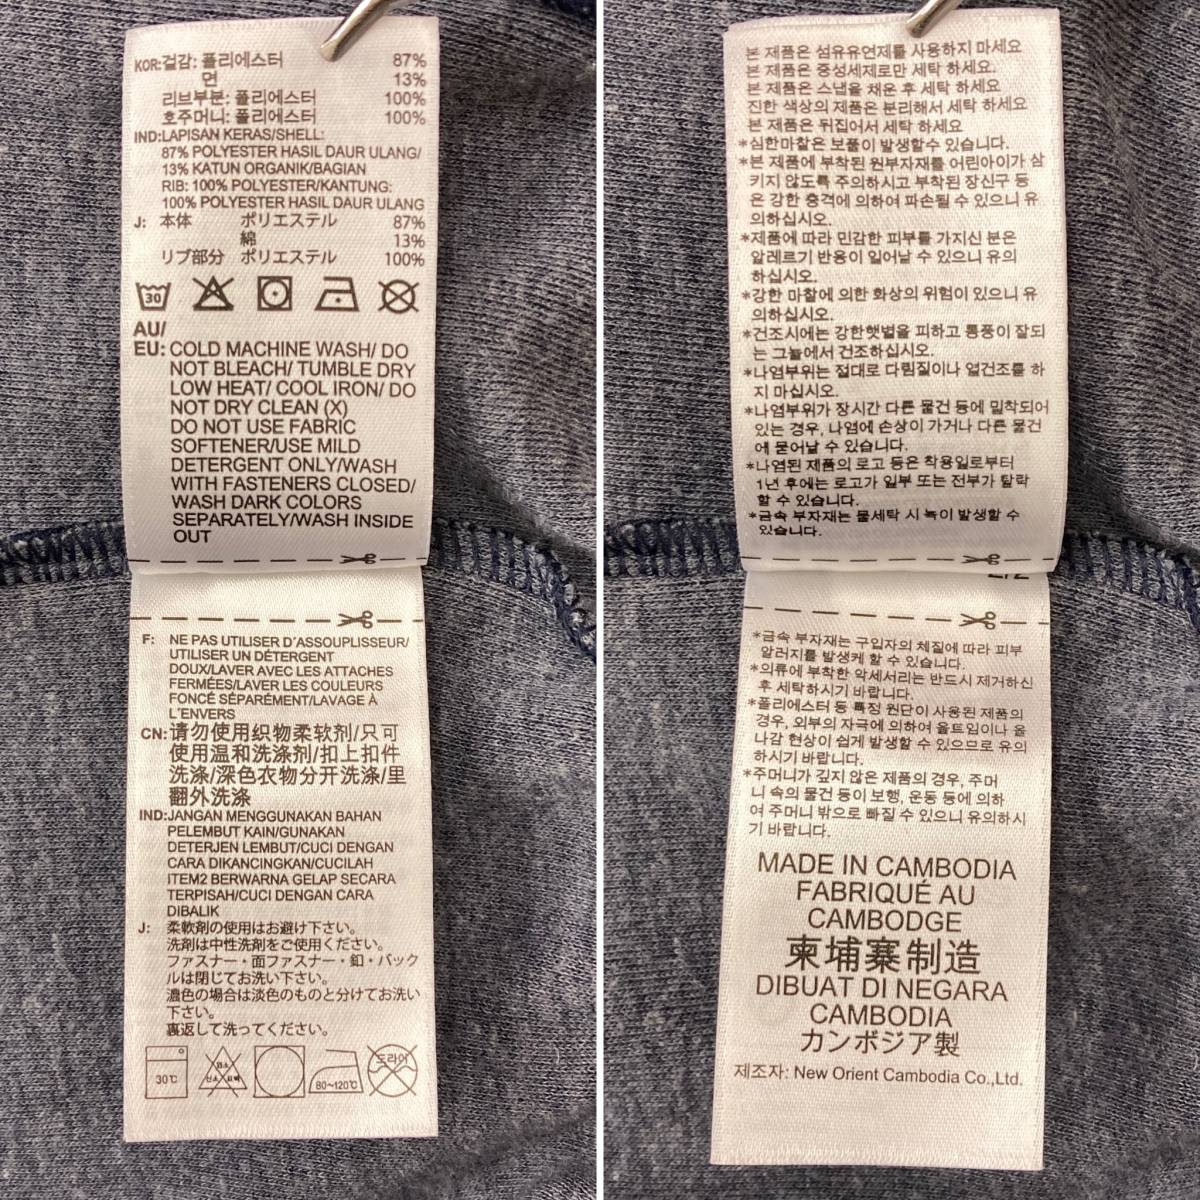 KOR:겉감: 폴리에스터 87%
면 13%
리브부분: 폴리에스터 100%
호주머니: 폴리에스터 100%
IND:LAPISAN KERAS/SHELL:
87% POLYESTER HASIL DAUR ULANG/
13% KATUN ORGANIK/BAGIAN
RIB: 100% POLYESTER/KANTUNG:
100% POLYESTER HASIL DAUR ULANG
J: 本体 ポリエステル 87%
綿 13%
リブ部分 ポリエステル 100%
30
AU/
EU: COLD MACHINE WASH/ DO
NOT BLEACH/ TUMBLE DRY
LOW HEAT/ COOL IRON/ DO
NOT DRY CLEAN (X)
DO NOT USE FABRIC
SOFTENER/USE MILD
DETERGENT ONLY/WASH
WITH FASTENERS CLOSED/
WASH DARK COLORS
SEPARATELY/WASH INSIDE
OUT
F: NE PAS UTILISER D'ASSOUPLISSEUR/
UTILISER UN DÉTERGENT
DOUX/LAVER AVEC LES ATTACHES
FERMÉES/LAVER LES COULEURS
FONCÉ SÉPARÉMENT/LAVAGE À
L'ENVERS
CN:请勿使用织物柔软剂/只可
使用温和洗涤剂/扣上扣件
洗涤/深色衣物分开洗涤/里
翻外洗涤
IND:JANGAN MENGGUNAKAN BAHAN
PELEMBUT KAIN/GUNAKAN
DETERJEN LEMBUT/CUCI DENGAN
CARA DIKANCINGKAN/CUCILAH
ITEM2 BERWARNA GELAP SECARA
TERPISAH/CUCI DENGAN CARA
DIBALIK
J: 柔軟剤の使用はお避け下さい。
洗剤は中性洗剤をご使用ください。
ファスナー・面ファスナー・釦・バック
ルは閉じてお洗い下さい。
濃色の場合は淡色のものと分けてお洗い
下さい。
裏返して洗ってください。
30℃ 80~120℃ 드라이
본 제품은 섬유유연제를 사용하지 마세요
본 제품은 중성세제로만 세탁 하세요.
본 제품은 스냅을 채운 후 세탁 하세요
진한 색상의 제품은 분리해서 세탁 하세요
본 제품은 뒤집어서 세탁 하세요
*심한마찰은 보풀이 발생할수 있습니다.
*본 제품에 부착된 원부자재를 어린아이가 삼
키지 않도록 주의하시고 부착된 장신구 등
은 강한 충격에 의하여 파손될 수 있으니 유
의하십시오.
*제품에 따라 민감한 피부를 가지신 분은
알레르기 반응이 일어날 수 있으니 유의
하십시오.
*강한 마찰에 의한 화상의 위험이 있으니 유
의하십시오.
*건조시에는 강한햇볕을 피하고 통풍이 잘되
는 그늘에서 건조하십시오.
*나염부위는 절대로 다림질이나 열건조를 하
지 마십시오.
*나염부위가 장시간 다른 물건 등에 밀착되어
있는 경우, 나염에 손상이 가거나 다른 물건
에 묻어날 수 있습니다.
*나염된 제품의 로고 등은 착용일로부터
1년 후에는 로고가 일부 또는 전부가 탈락
할 수 있습니다.
*금속 부자재는 물세탁 시 녹이 발생할 수
있습니다.
*금속 부자재는 구입자의 체질에 따라 피부
알러지를 발생케 할 수 있습니다.
*의류에 부착한 악세서리는 반드시 제거하신
후 세탁하시기 바랍니다.
*폴리에스터 등 특정 원단이 사용된 제품의
경우, 외부의 자극에 의하여 올트임이나 올
나감 현상이 쉽게 발생할 수 있으므로 유의
하시기 바랍니다.
*주머니가 깊지 않은 제품의 경우, 주머
니 속의 물건 등이 보행, 운동 등에 의하
여 주머니 밖으로 빠질 수 있으니 유의하시
기 바랍니다.
MADE IN CAMBODIA
FABRIQUÉ AU
CAMBODGE
柬埔寨制造
DIBUAT DI NEGARA
CAMBODIA
カンボジア製
제조자: New Orient Cambodia Co.,Ltd.